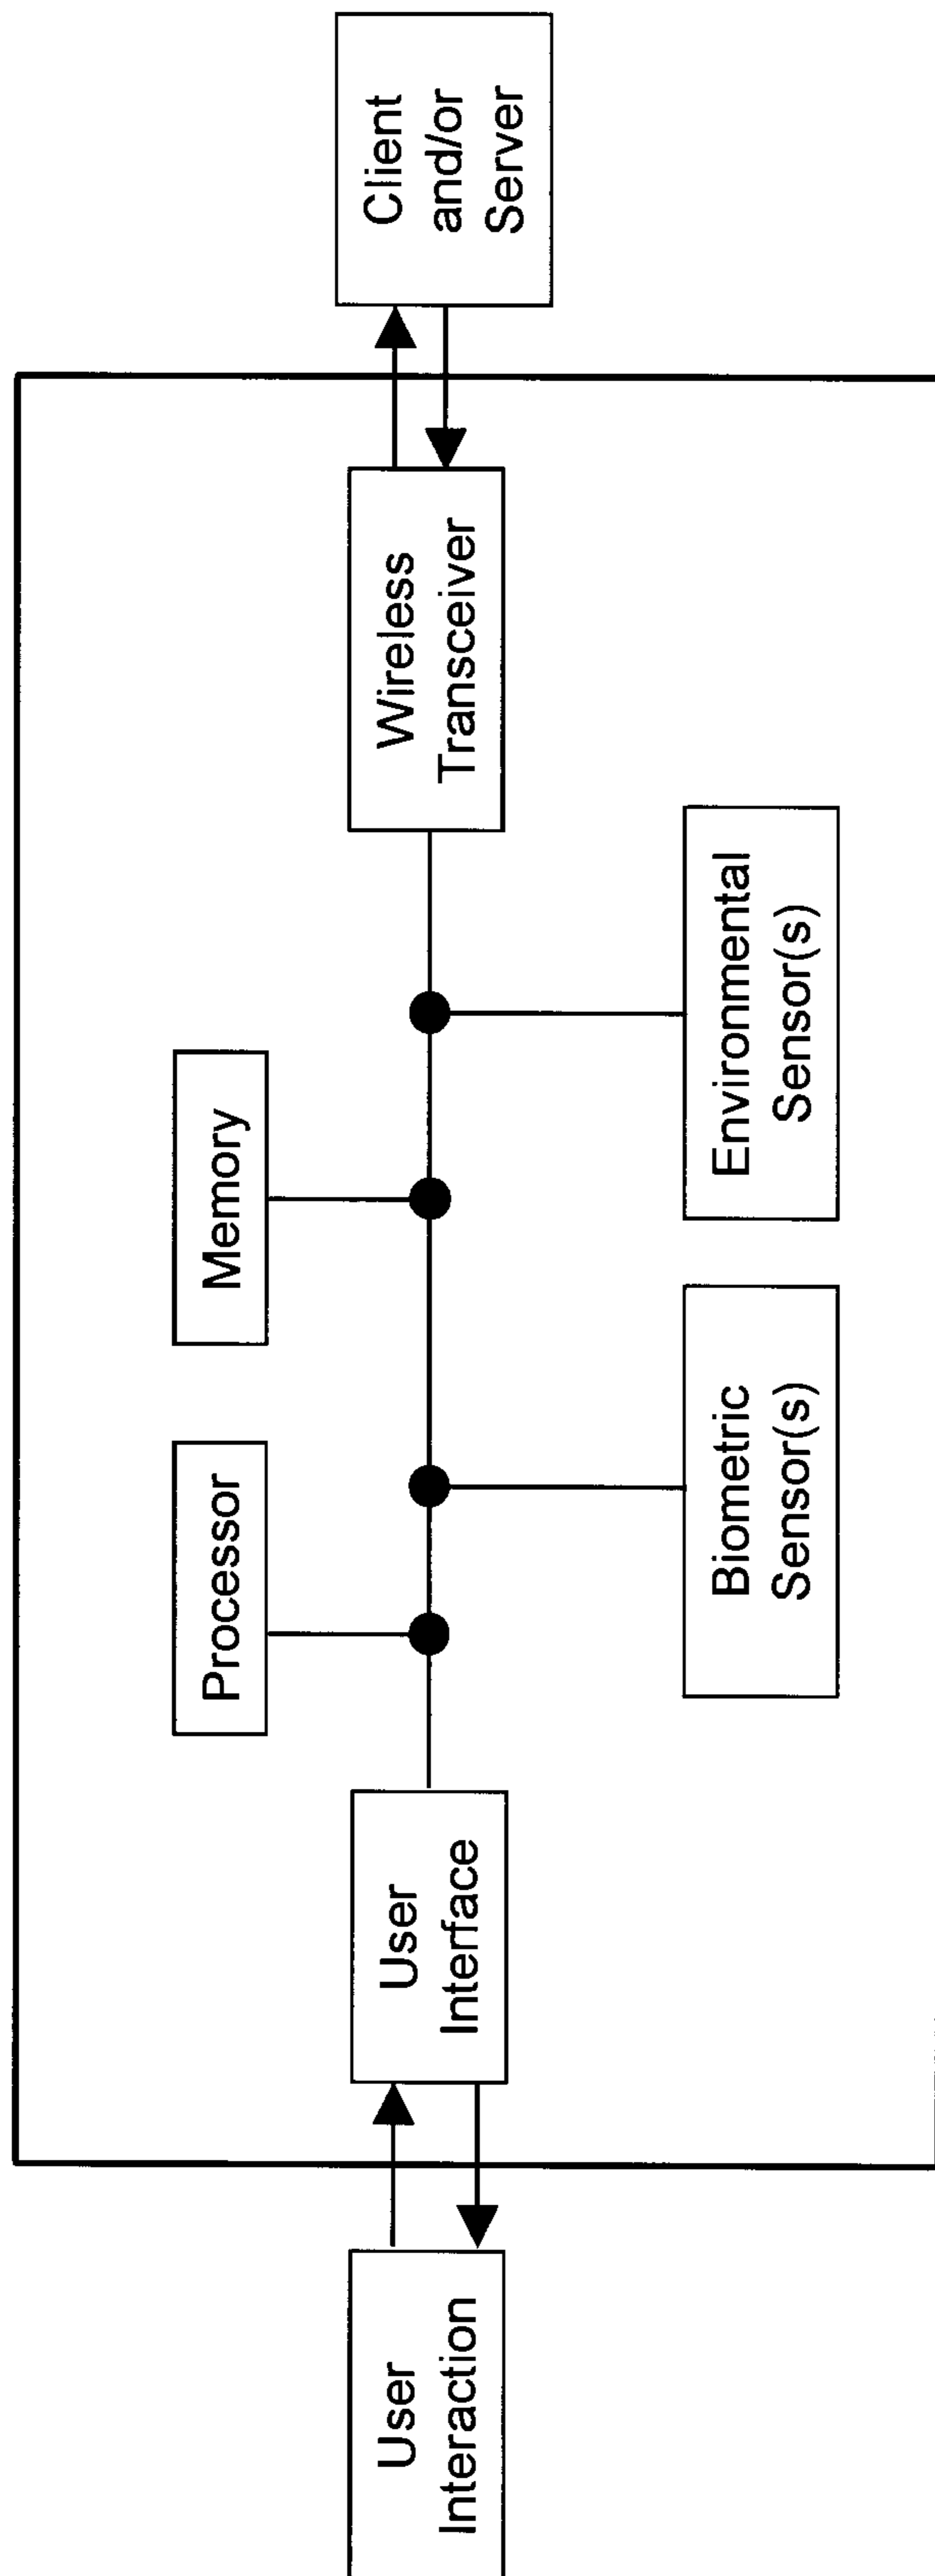 Processor
Memory
User
Interaction
User
Interface
Wireless
Transceiver
Client
and/or
Server
Biometric
Sensor(s)
Environmental
Sensor(s)